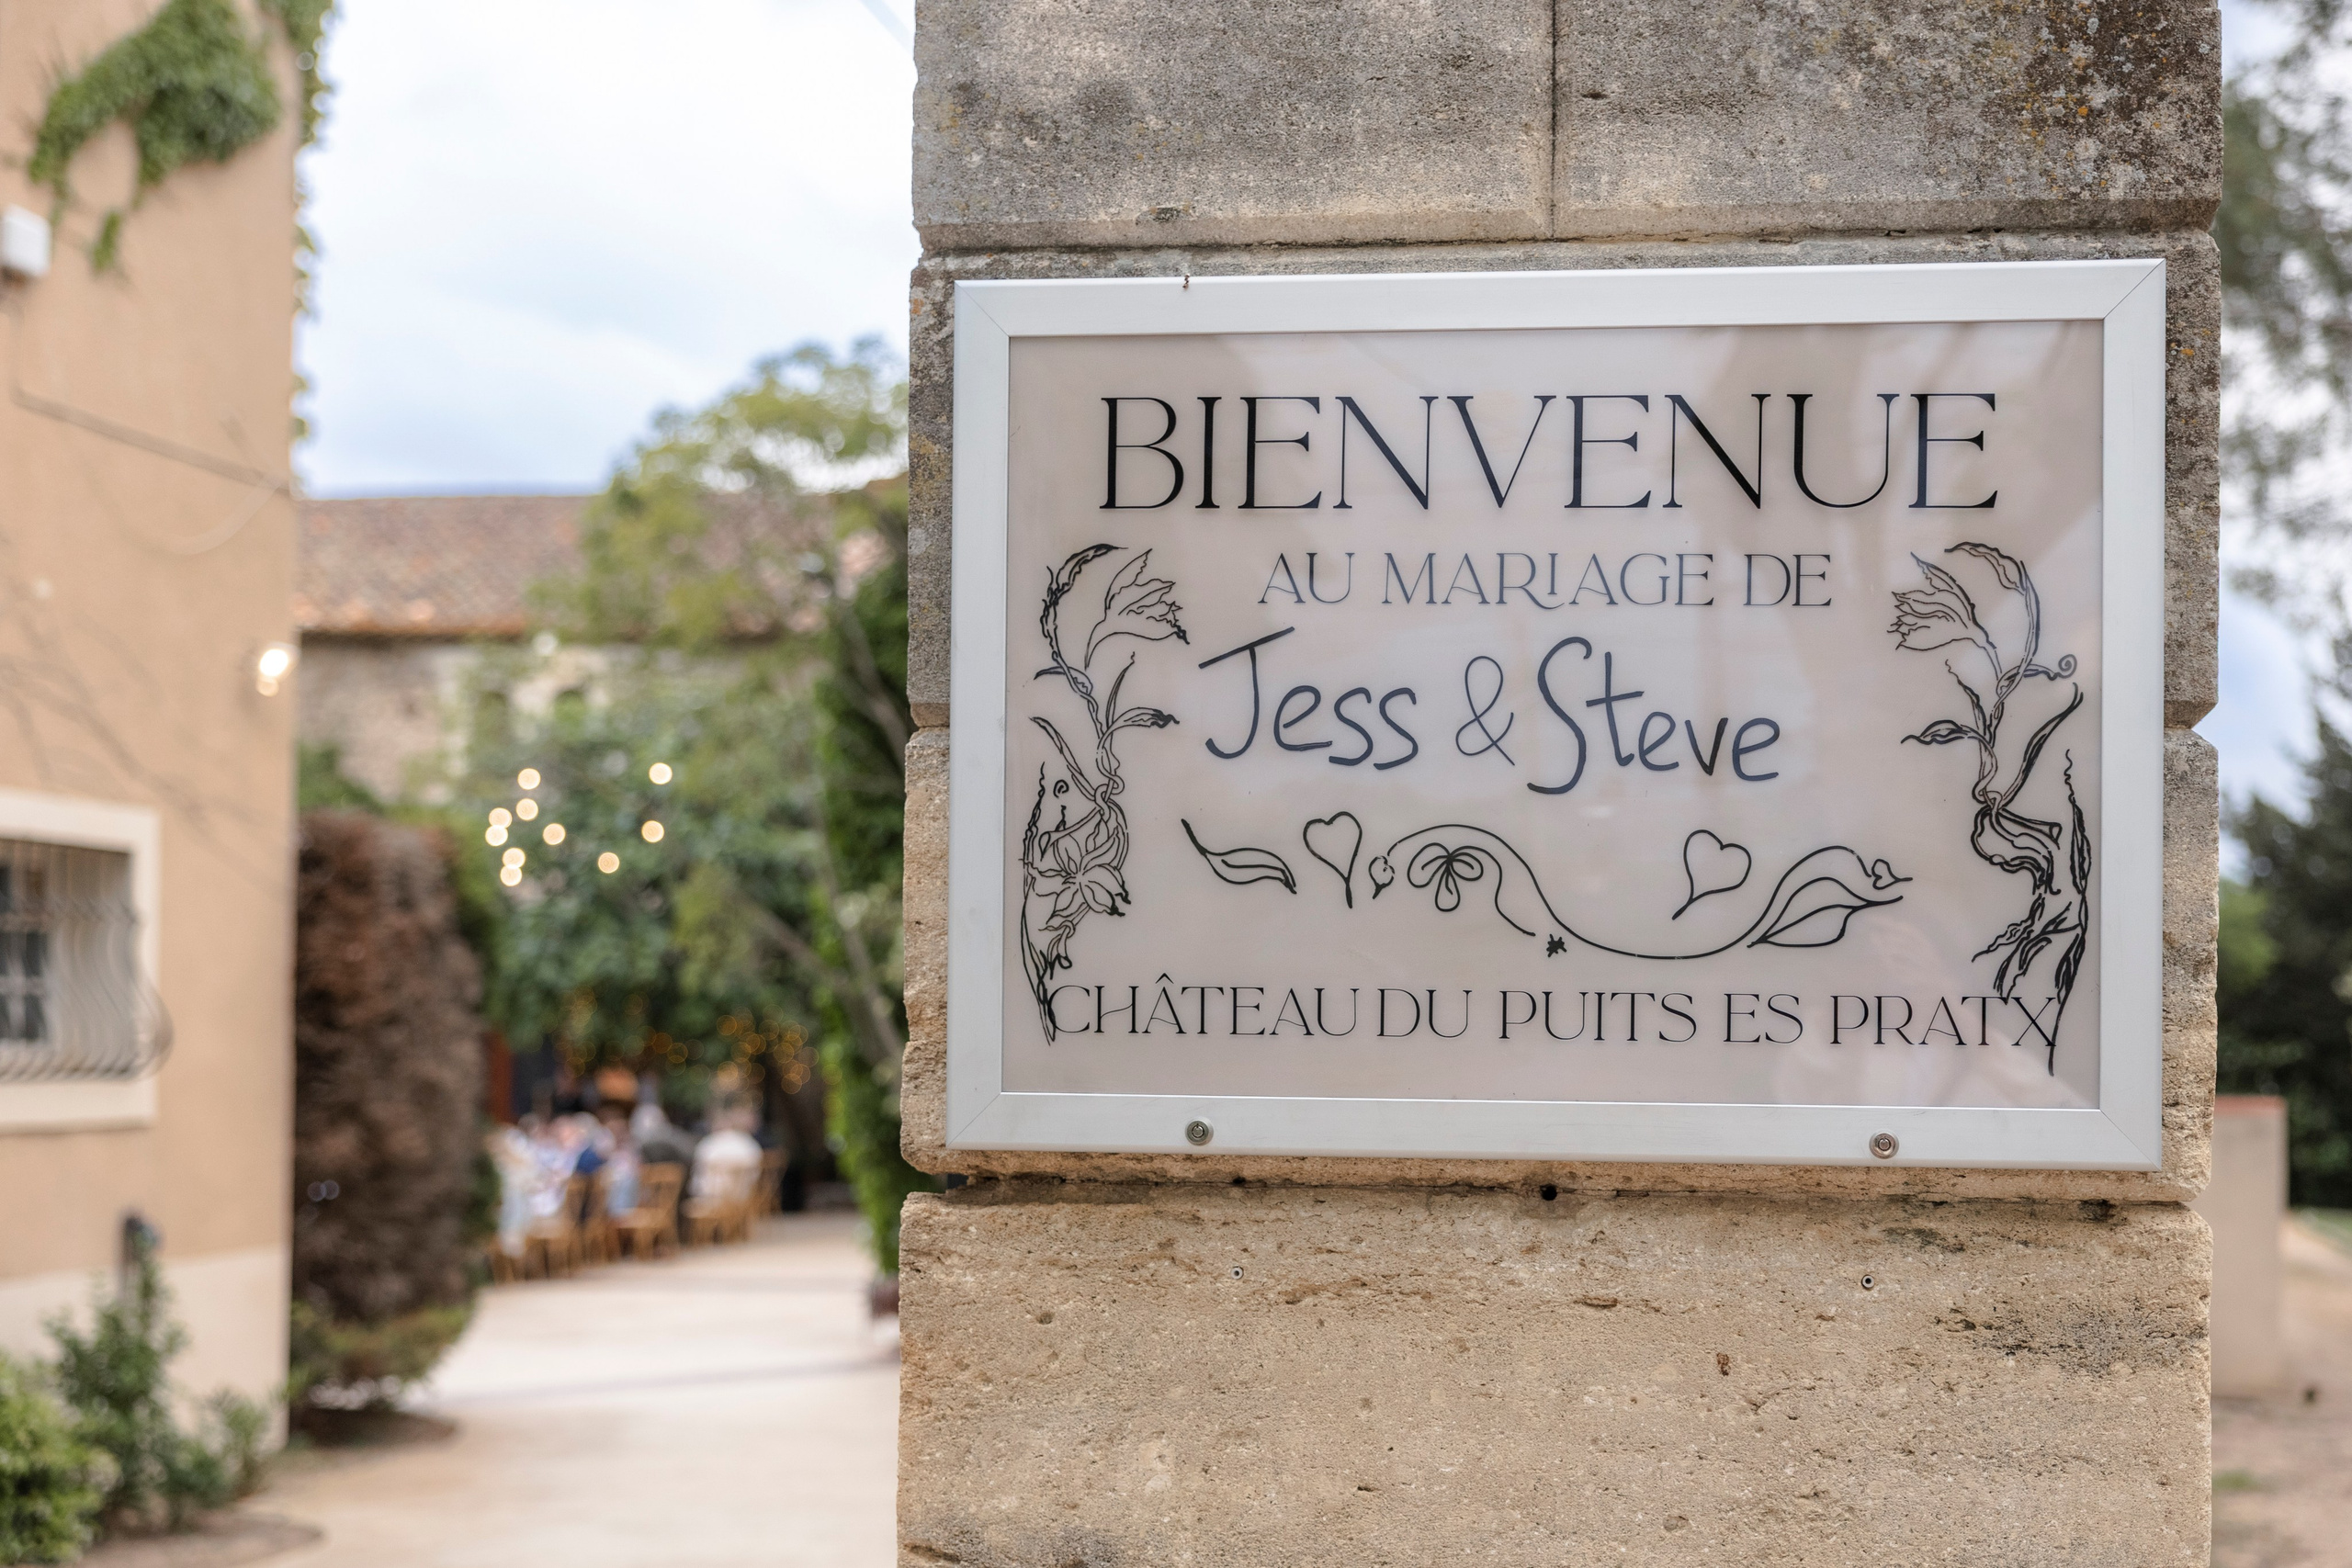 BIENVENUE
AU MARIAGE DE
Jess & Steve
CHÂTEAU DU PUITS ES PRATX